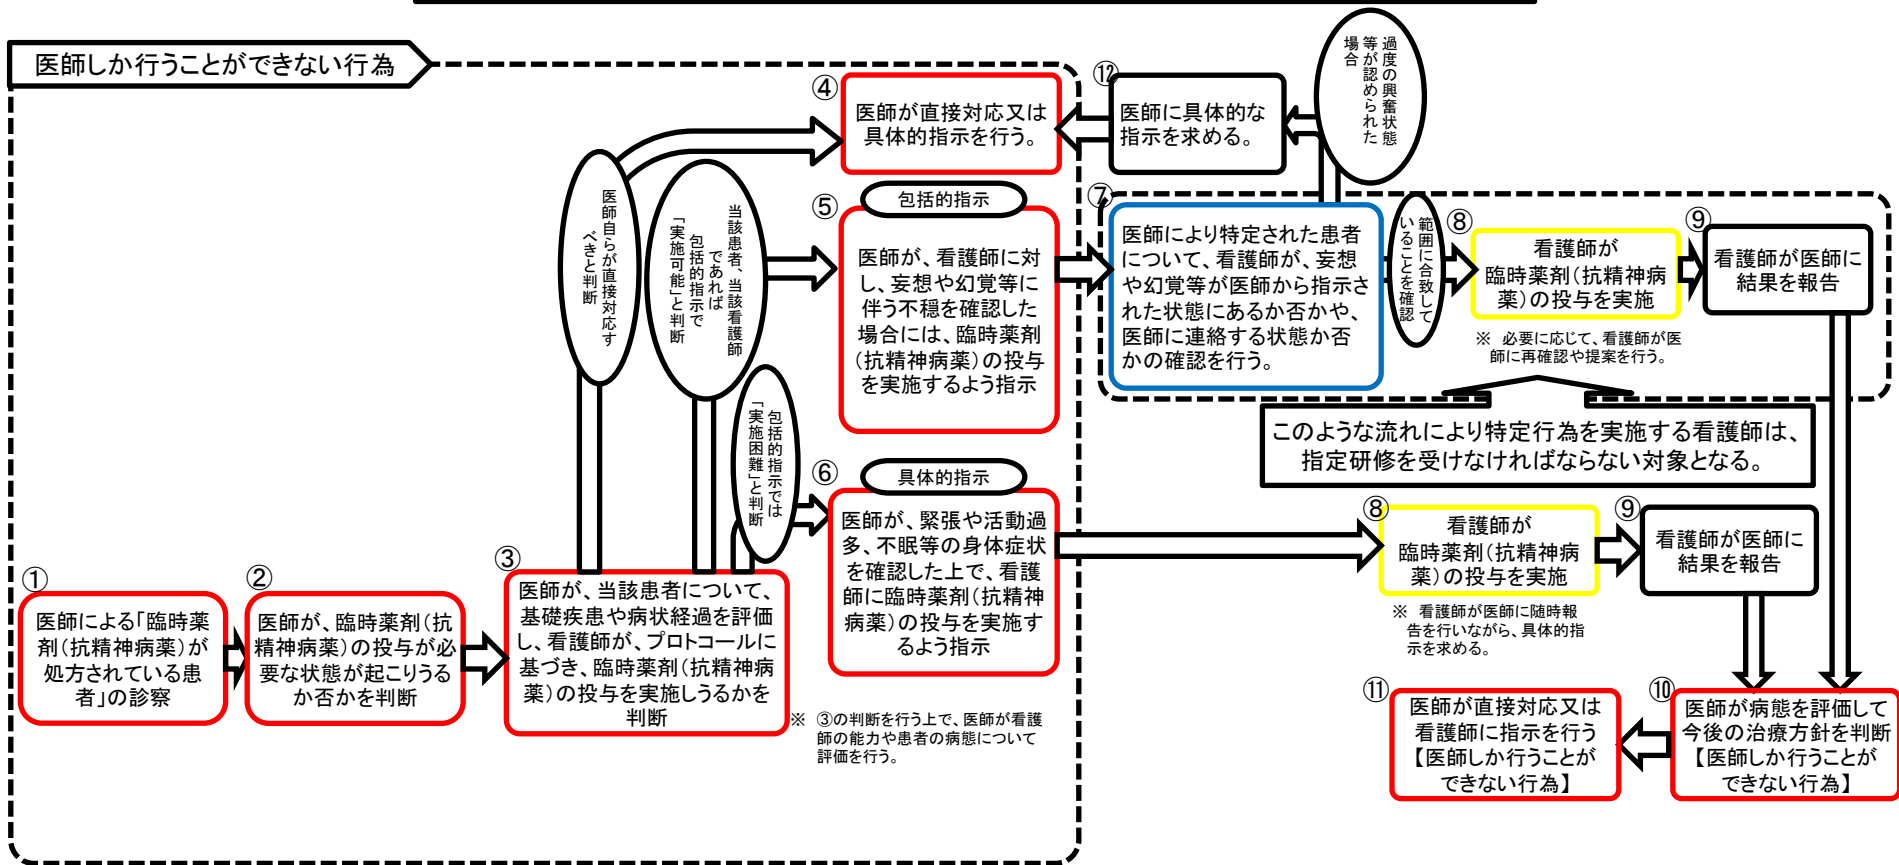 医師しか行うことができない行為
④
医師が直接対応又は
具体的指示を行う。
⑫
医師に具体的な
指示を求める。
過度の興奮状態
等が認められた
場合
医師自らが直接対応す
べきと判断
当該患者、当該看護師
であれば
包括的指示で
「実施可能」と判断
包括的指示では
「実施困難」と判断
⑤
包括的指示
医師が、看護師に対
し、妄想や幻覚等に
伴う不穏を確認した
場合には、臨時薬剤
(抗精神病薬)の投与
を実施するよう指示
⑦
医師により特定された患者
について、看護師が、妄想
や幻覚等が医師から指示さ
れた状態にあるか否かや、
医師に連絡する状態か否
かの確認を行う。
範囲に合致して
いることを確認
⑧
看護師が
臨時薬剤(抗精神病
薬)の投与を実施
※ 必要に応じて、看護師が医
師に再確認や提案を行う。
⑨
看護師が医師に
結果を報告
このような流れにより特定行為を実施する看護師は、
指定研修を受けなければならない対象となる。
⑥
具体的指示
医師が、緊張や活動過
多、不眠等の身体症状
を確認した上で、看護
師に臨時薬剤(抗精神
病薬)の投与を実施す
るよう指示
⑧
看護師が
臨時薬剤(抗精神病
薬)の投与を実施
※ 看護師が医師に随時報
告を行いながら、具体的指
示を求める。
⑨
看護師が医師に
結果を報告
①
医師による「臨時薬
剤(抗精神病薬)が
処方されている患
者」の診察
②
医師が、臨時薬剤(抗
精神病薬)の投与が必
要な状態が起こりうる
か否かを判断
③
医師が、当該患者について、
基礎疾患や病状経過を評価
し、看護師が、プロトコールに
基づき、臨時薬剤(抗精神病
薬)の投与を実施しうるかを
判断
※ ③の判断を行う上で、医師が看護
師の能力や患者の病態について
評価を行う。
⑪
医師が直接対応又は
看護師に指示を行う
【医師しか行うことが
できない行為】
⑩
医師が病態を評価して
今後の治療方針を判断
【医師しか行うことが
できない行為】